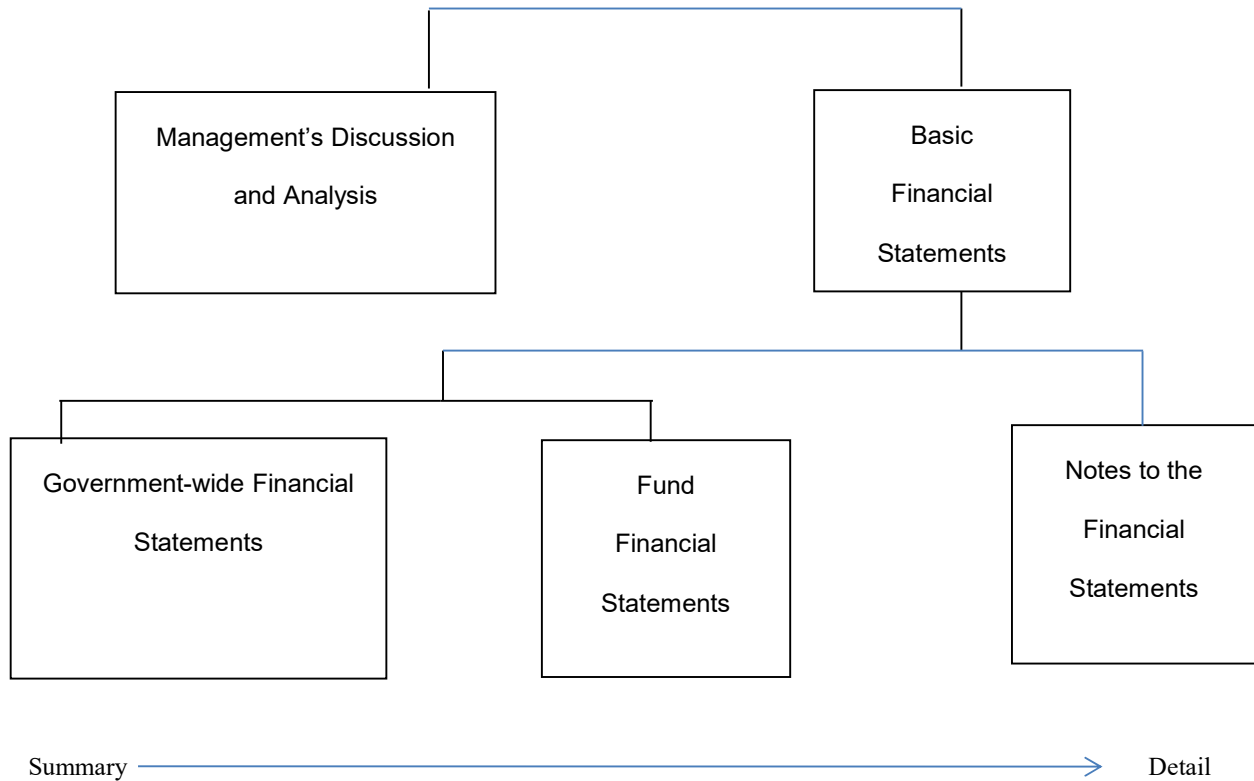 Management’s Discussion
and Analysis
Basic
Financial
Statements
Government-wide Financial
Statements
Fund
Financial
Statements
Notes to the
Financial
Statements
Summary
Detail